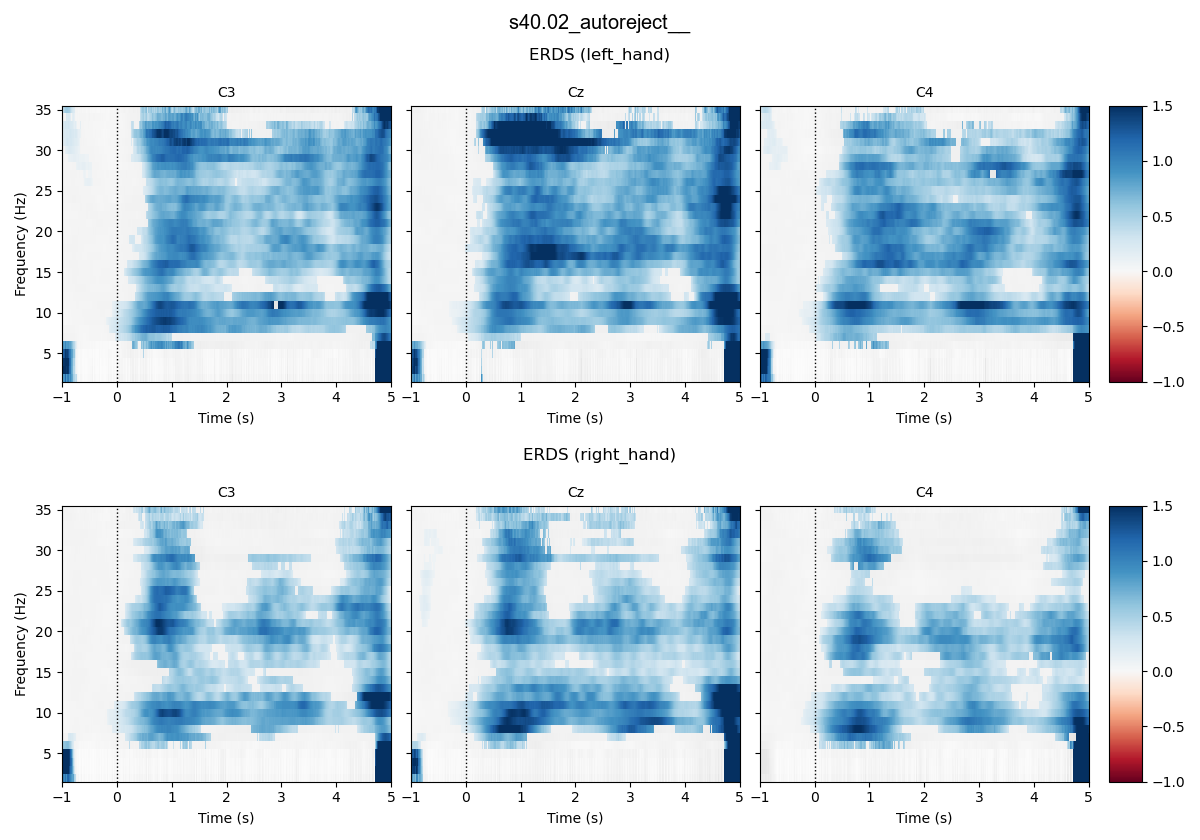 s40.02_autoreject__
ERDS (left_hand)
C3 Cz C4
35
30
25
20
15
10
5
Frequency (Hz)
−1 0 1 2 3 4 5 −1 0 1 2 3 4 5 −1 0 1 2 3 4 5
Time (s) Time (s) Time (s)
1.5
1.0
0.5
0.0
−0.5
−1.0
ERDS (right_hand)
C3 Cz C4
35
30
25
20
15
10
5
Frequency (Hz)
−1 0 1 2 3 4 5 −1 0 1 2 3 4 5 −1 0 1 2 3 4 5
Time (s) Time (s) Time (s)
1.5
1.0
0.5
0.0
−0.5
−1.0